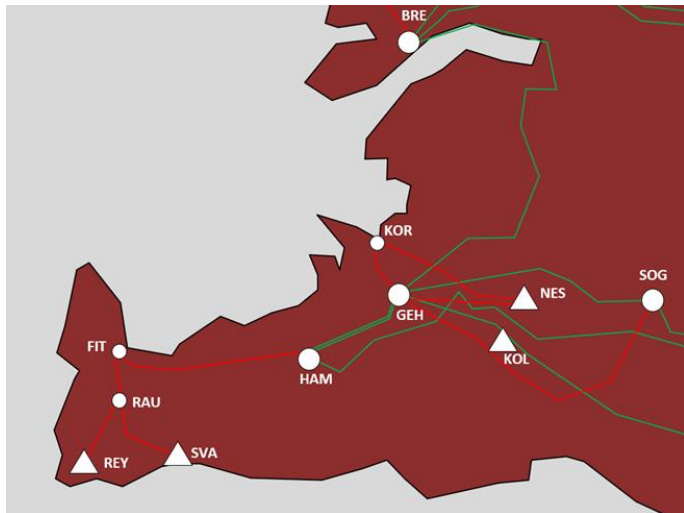 BRE
KOR
SOG
NES
GEH
FIT
KOL
HAM
RAU
SVA
REY